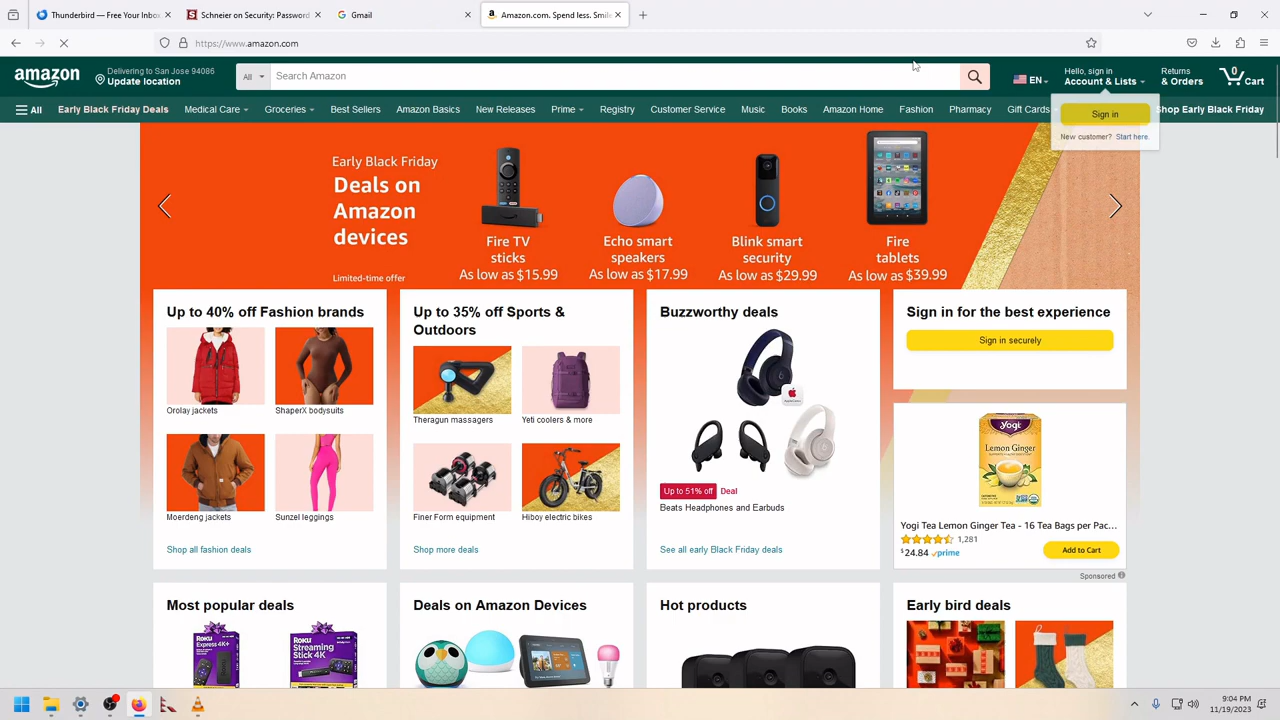 Thunderbird — Free Your Inbox
Schneier on Security: Password
Gmail
Amazon.com. Spend less. Smile
https://www.amazon.com
amazon
Delivering to San Jose 94086
Update location
All
Search Amazon
EN
Hello, sign in
Account & Lists
Returns
& Orders
0
Cart
All
Early Black Friday Deals
Medical Care
Groceries
Best Sellers
Amazon Basics
New Releases
Prime
Registry
Customer Service
Music
Books
Amazon Home
Fashion
Pharmacy
Gift Cards
Shop Early Black Friday
Sign in
New customer? Start here.
Early Black Friday
Deals on
Amazon
devices
Limited-time offer
Fire TV
sticks
As low as $15.99
Echo smart
speakers
As low as $17.99
Blink smart
security
As low as $29.99
Fire
tablets
As low as $39.99
Up to 40% off Fashion brands
Orolay jackets
ShaperX bodysuits
Moerdeng jackets
Sunzel leggings
Shop all fashion deals
Up to 35% off Sports &
Outdoors
Theragun massagers
Yeti coolers & more
Finer Form equipment
Hiboy electric bikes
Shop more deals
Buzzworthy deals
Up to 51% off
Deal
Beats Headphones and Earbuds
See all early Black Friday deals
Sign in for the best experience
Sign in securely
Yogi
Lemon Ginger
Yogi Tea Lemon Ginger Tea - 16 Tea Bags per Pac...
1,281
$24.84 prime
Add to Cart
Sponsored
Most popular deals
Roku
Express 4K+
Roku
Streaming
Stick 4K
Deals on Amazon Devices
Hot products
Early bird deals
9:04 PM
11/19/2023